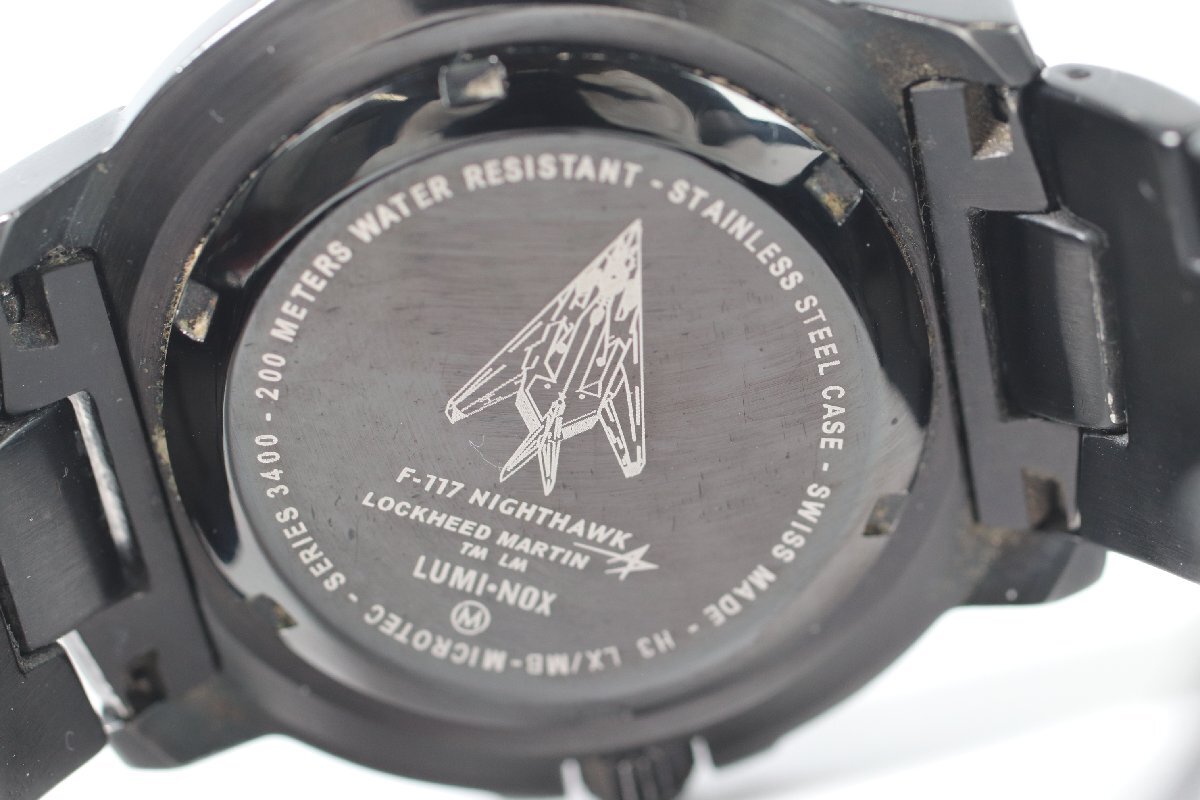 SERIES 3400 - 200 METERS WATER RESISTANT - STAINLESS STEEL CASE - SWISS MADE - H3 LX/MB-MICROTEC -
F-117 NIGHTHAWK
LOCKHEED MARTIN
TM LM
LUMI•NOX
M